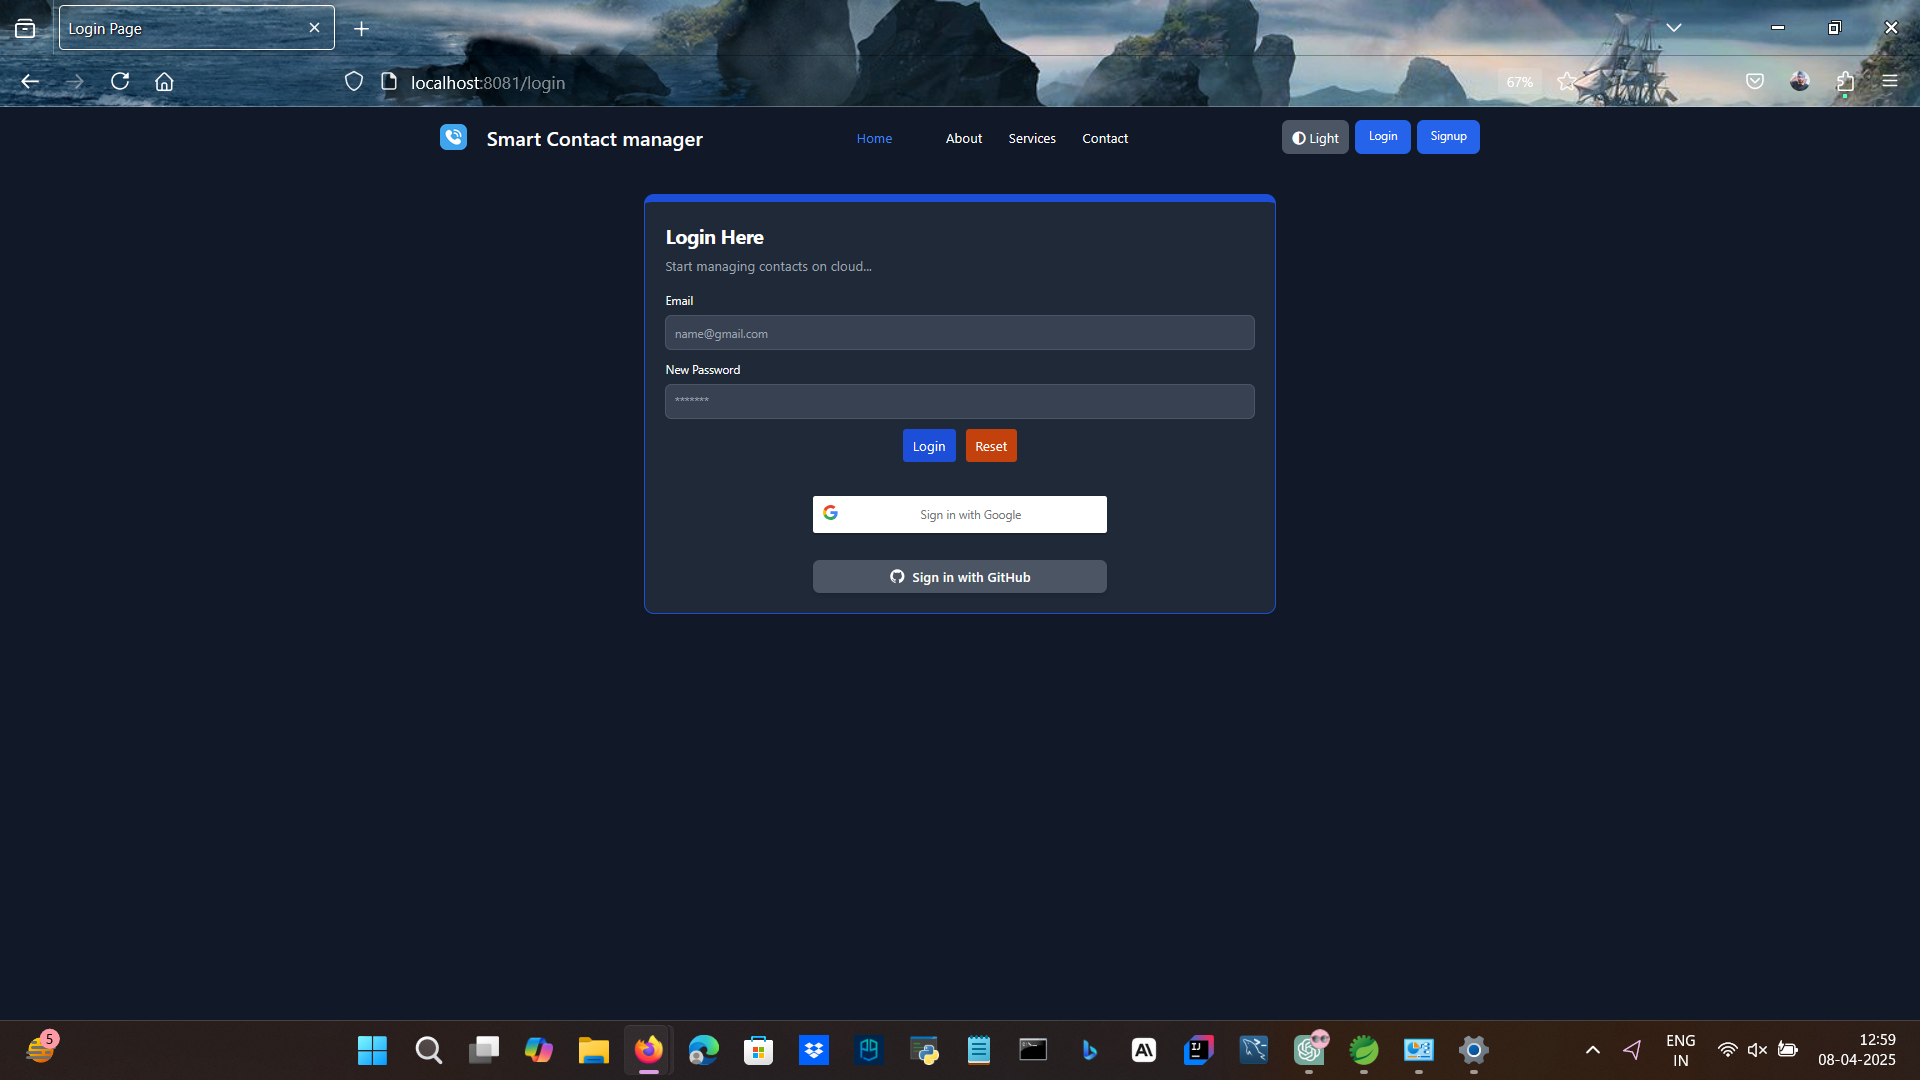 Login Page
localhost:8081/login
67%
Smart Contact manager
Home
About
Services
Contact
Light
Login
Signup
Login Here
Start managing contacts on cloud...
Email
name@gmail.com
New Password
*******
Login
Reset
Sign in with Google
Sign in with GitHub
5
ENG
IN
12:59
08-04-2025